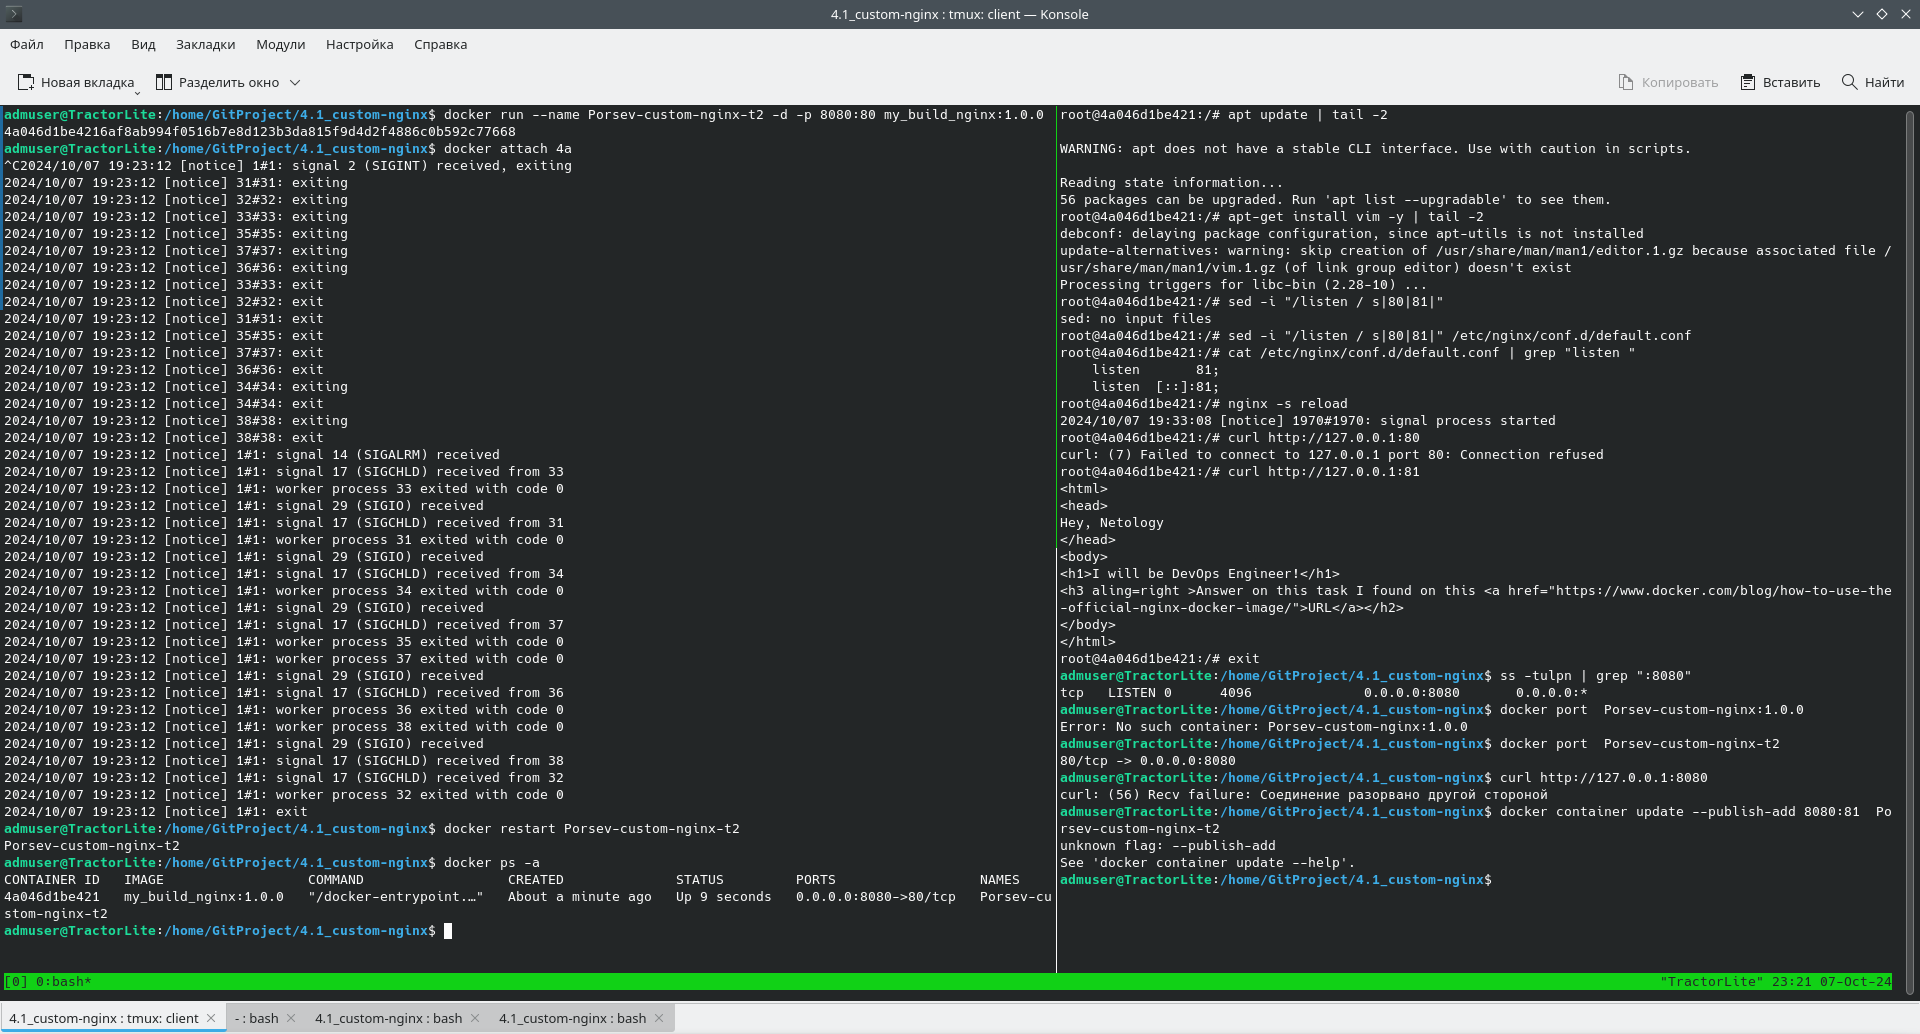 4.1_custom-nginx : tmux: client — Konsole
Файл Правка Вид Закладки Модули Настройка Справка
Новая вкладка Разделить окно Копировать Вставить Найти
admuser@TractorLite:/home/GitProject/4.1_custom-nginx$ docker run --name Porsev-custom-nginx-t2 -d -p 8080:80 my_build_nginx:1.0.0
4a046d1be4216af8ab994f0516b7e8d123b3da815f9d4d2f4886c0b592c77668
admuser@TractorLite:/home/GitProject/4.1_custom-nginx$ docker attach 4a
^C2024/10/07 19:23:12 [notice] 1#1: signal 2 (SIGINT) received, exiting
2024/10/07 19:23:12 [notice] 31#31: exiting
2024/10/07 19:23:12 [notice] 32#32: exiting
2024/10/07 19:23:12 [notice] 33#33: exiting
2024/10/07 19:23:12 [notice] 35#35: exiting
2024/10/07 19:23:12 [notice] 37#37: exiting
2024/10/07 19:23:12 [notice] 36#36: exiting
2024/10/07 19:23:12 [notice] 33#33: exit
2024/10/07 19:23:12 [notice] 32#32: exit
2024/10/07 19:23:12 [notice] 31#31: exit
2024/10/07 19:23:12 [notice] 35#35: exit
2024/10/07 19:23:12 [notice] 37#37: exit
2024/10/07 19:23:12 [notice] 36#36: exit
2024/10/07 19:23:12 [notice] 34#34: exiting
2024/10/07 19:23:12 [notice] 34#34: exit
2024/10/07 19:23:12 [notice] 38#38: exiting
2024/10/07 19:23:12 [notice] 38#38: exit
2024/10/07 19:23:12 [notice] 1#1: signal 14 (SIGALRM) received
2024/10/07 19:23:12 [notice] 1#1: signal 17 (SIGCHLD) received from 33
2024/10/07 19:23:12 [notice] 1#1: worker process 33 exited with code 0
2024/10/07 19:23:12 [notice] 1#1: signal 29 (SIGIO) received
2024/10/07 19:23:12 [notice] 1#1: signal 17 (SIGCHLD) received from 31
2024/10/07 19:23:12 [notice] 1#1: worker process 31 exited with code 0
2024/10/07 19:23:12 [notice] 1#1: signal 29 (SIGIO) received
2024/10/07 19:23:12 [notice] 1#1: signal 17 (SIGCHLD) received from 34
2024/10/07 19:23:12 [notice] 1#1: worker process 34 exited with code 0
2024/10/07 19:23:12 [notice] 1#1: signal 29 (SIGIO) received
2024/10/07 19:23:12 [notice] 1#1: signal 17 (SIGCHLD) received from 37
2024/10/07 19:23:12 [notice] 1#1: worker process 35 exited with code 0
2024/10/07 19:23:12 [notice] 1#1: worker process 37 exited with code 0
2024/10/07 19:23:12 [notice] 1#1: signal 29 (SIGIO) received
2024/10/07 19:23:12 [notice] 1#1: signal 17 (SIGCHLD) received from 36
2024/10/07 19:23:12 [notice] 1#1: worker process 36 exited with code 0
2024/10/07 19:23:12 [notice] 1#1: worker process 38 exited with code 0
2024/10/07 19:23:12 [notice] 1#1: signal 29 (SIGIO) received
2024/10/07 19:23:12 [notice] 1#1: signal 17 (SIGCHLD) received from 38
2024/10/07 19:23:12 [notice] 1#1: signal 17 (SIGCHLD) received from 32
2024/10/07 19:23:12 [notice] 1#1: worker process 32 exited with code 0
2024/10/07 19:23:12 [notice] 1#1: exit
admuser@TractorLite:/home/GitProject/4.1_custom-nginx$ docker restart Porsev-custom-nginx-t2
Porsev-custom-nginx-t2
admuser@TractorLite:/home/GitProject/4.1_custom-nginx$ docker ps -a
CONTAINER ID   IMAGE                  COMMAND                  CREATED              STATUS         PORTS                  NAMES
4a046d1be421   my_build_nginx:1.0.0   "/docker-entrypoint.…"   About a minute ago   Up 9 seconds   0.0.0.0:8080->80/tcp   Porsev-cu
stom-nginx-t2
admuser@TractorLite:/home/GitProject/4.1_custom-nginx$
root@4a046d1be421:/# apt update | tail -2
WARNING: apt does not have a stable CLI interface. Use with caution in scripts.
Reading state information...
56 packages can be upgraded. Run 'apt list --upgradable' to see them.
root@4a046d1be421:/# apt-get install vim -y | tail -2
debconf: delaying package configuration, since apt-utils is not installed
update-alternatives: warning: skip creation of /usr/share/man/man1/editor.1.gz because associated file /
usr/share/man/man1/vim.1.gz (of link group editor) doesn't exist
Processing triggers for libc-bin (2.28-10) ...
root@4a046d1be421:/# sed -i "/listen / s|80|81|"
sed: no input files
root@4a046d1be421:/# sed -i "/listen / s|80|81|" /etc/nginx/conf.d/default.conf
root@4a046d1be421:/# cat /etc/nginx/conf.d/default.conf | grep "listen "
    listen       81;
    listen  [::]:81;
root@4a046d1be421:/# nginx -s reload
2024/10/07 19:33:08 [notice] 1970#1970: signal process started
root@4a046d1be421:/# curl http://127.0.0.1:80
curl: (7) Failed to connect to 127.0.0.1 port 80: Connection refused
root@4a046d1be421:/# curl http://127.0.0.1:81
<html>
<head>
Hey, Netology
</head>
<body>
<h1>I will be DevOps Engineer!</h1>
<h3 aling=right >Answer on this task I found on this <a href="https://www.docker.com/blog/how-to-use-the
-official-nginx-docker-image/">URL</a></h2>
</body>
</html>
root@4a046d1be421:/# exit
admuser@TractorLite:/home/GitProject/4.1_custom-nginx$ ss -tulpn | grep ":8080"
tcp   LISTEN 0      4096              0.0.0.0:8080       0.0.0.0:*
admuser@TractorLite:/home/GitProject/4.1_custom-nginx$ docker port  Porsev-custom-nginx:1.0.0
Error: No such container: Porsev-custom-nginx:1.0.0
admuser@TractorLite:/home/GitProject/4.1_custom-nginx$ docker port  Porsev-custom-nginx-t2
80/tcp -> 0.0.0.0:8080
admuser@TractorLite:/home/GitProject/4.1_custom-nginx$ curl http://127.0.0.1:8080
curl: (56) Recv failure: Соединение разорвано другой стороной
admuser@TractorLite:/home/GitProject/4.1_custom-nginx$ docker container update --publish-add 8080:81  Po
rsev-custom-nginx-t2
unknown flag: --publish-add
See 'docker container update --help'.
admuser@TractorLite:/home/GitProject/4.1_custom-nginx$
[0] 0:bash* "TractorLite" 23:21 07-Oct-24
4.1_custom-nginx : tmux: client - : bash 4.1_custom-nginx : bash 4.1_custom-nginx : bash